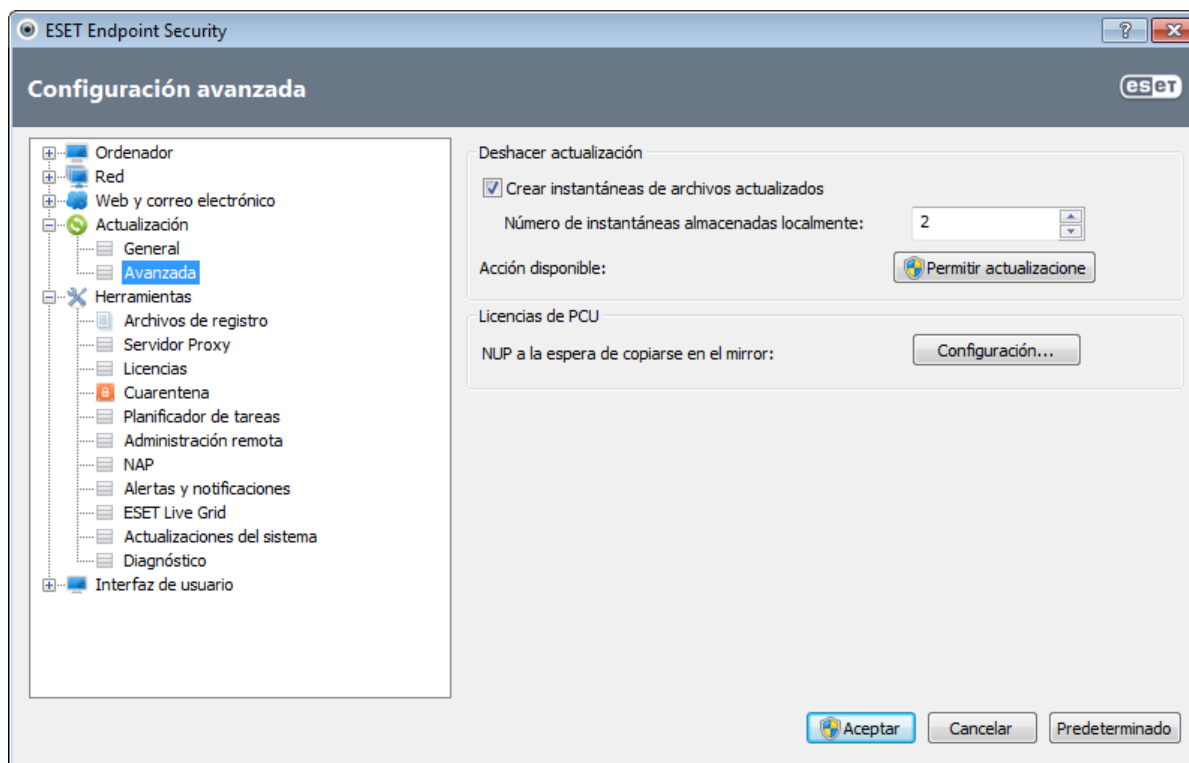 ESET Endpoint Security
Configuración avanzada
eset
Ordenador
Red
Web y correo electrónico
Actualización
General
Avanzada
Herramientas
Archivos de registro
Servidor Proxy
Licencias
Cuarentena
Planificador de tareas
Administración remota
NAP
Alertas y notificaciones
ESET Live Grid
Actualizaciones del sistema
Diagnóstico
Interfaz de usuario
Deshacer actualización
Crear instantáneas de archivos actualizados
Número de instantáneas almacenadas localmente: 2
Acción disponible: Permitir actualizacione
Licencias de PCU
NUP a la espera de copiarse en el mirror: Configuración...
Aceptar Cancelar Predeterminado